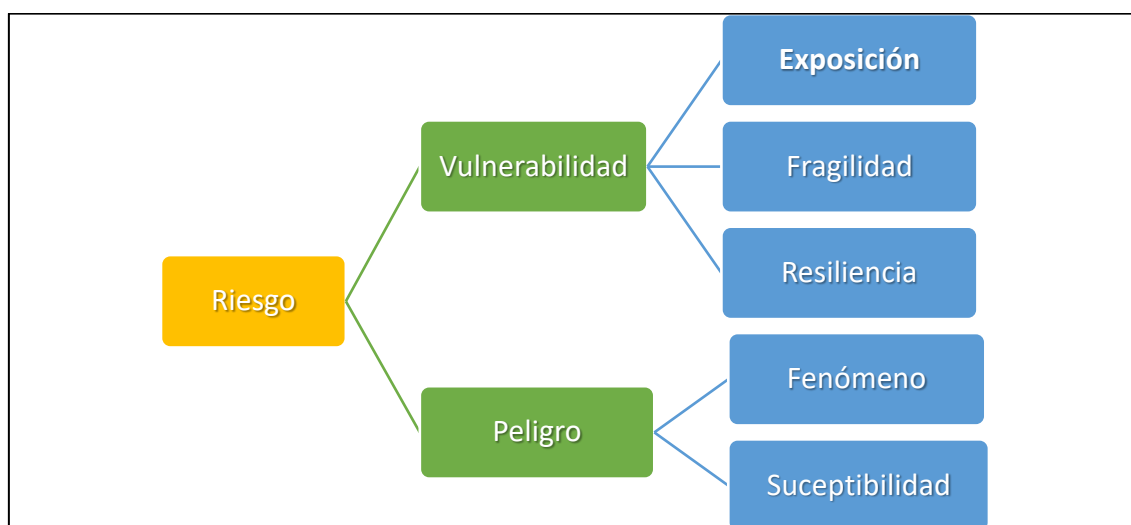 Exposición
Vulnerabilidad
Fragilidad
Resiliencia
Riesgo
Fenómeno
Peligro
Suceptibilidad